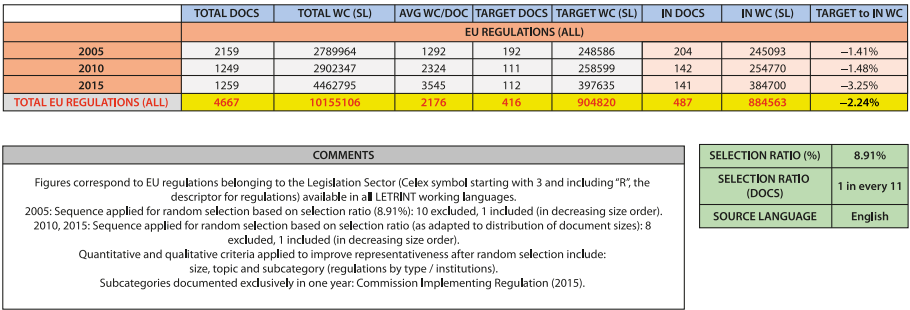 TOTAL DOCS TOTAL WC (SL) AVG WC/DOC TARGET DOCS TARGET WC (SL) IN DOCS IN WC (SL) TARGET to IN WC
EU REGULATIONS (ALL)
2005 2159 2789964 1292 192 248586 204 245093 –1.41%
2010 1249 2902347 2324 111 258599 142 254770 –1.48%
2015 1259 4462795 3545 112 397635 141 384700 –3.25%
TOTAL EU REGULATIONS (ALL) 4667 10155106 2176 416 904820 487 884563 –2.24%
COMMENTS
Figures correspond to EU regulations belonging to the Legislation Sector (Celex symbol starting with 3 and including "R", the
descriptor for regulations) available in all LETRINT working languages.
2005: Sequence applied for random selection based on selection ratio (8.91%): 10 excluded, 1 included (in decreasing size order).
2010, 2015: Sequence applied for random selection based on selection ratio (as adapted to distribution of document sizes): 8
excluded, 1 included (in decreasing size order).
Quantitative and qualitative criteria applied to improve representativeness after random selection include:
size, topic and subcategory (regulations by type / institutions).
Subcategories documented exclusively in one year: Commission Implementing Regulation (2015).
SELECTION RATIO (%) 8.91%
SELECTION RATIO
(DOCS) 1 in every 11
SOURCE LANGUAGE English